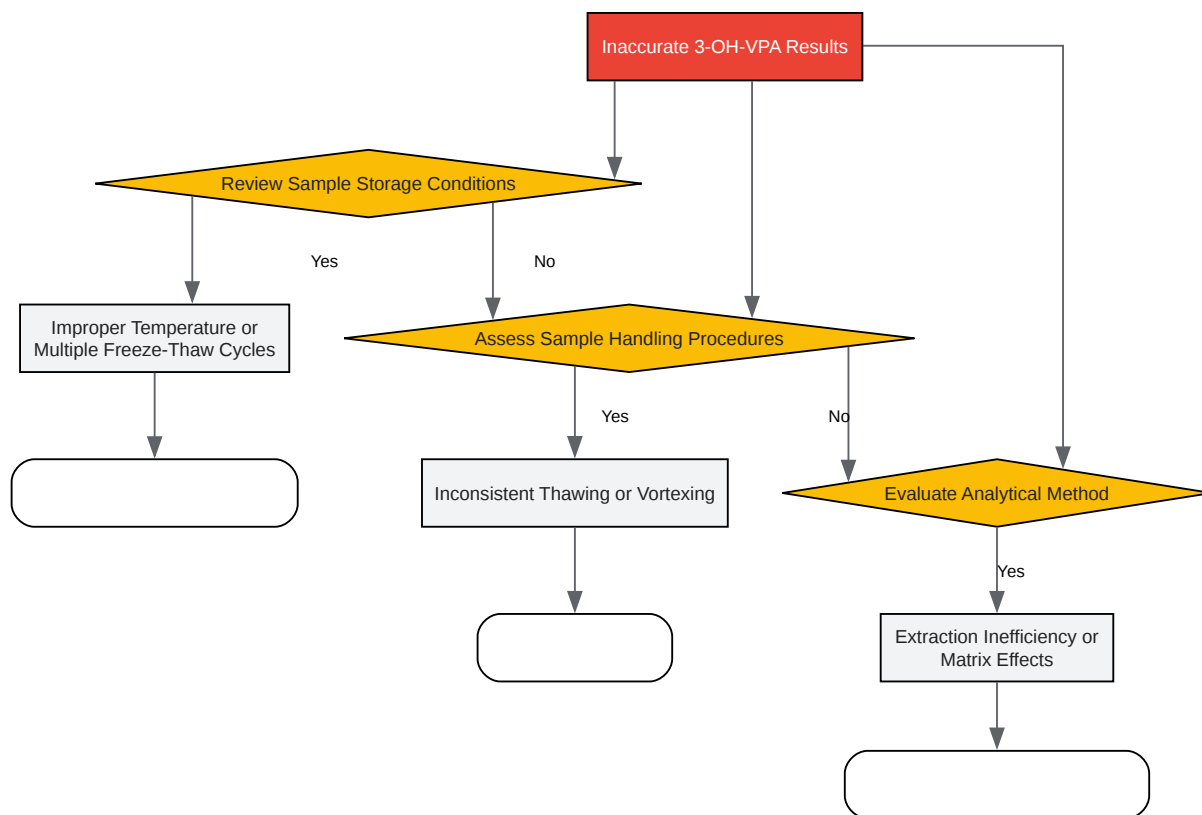 Inaccurate 3-OH-VPA Results
Review Sample Storage Conditions
Yes
No
Improper Temperature or
Multiple Freeze-Thaw Cycles
Assess Sample Handling Procedures
Yes
No
Inconsistent Thawing or Vortexing
Evaluate Analytical Method
Yes
Extraction Inefficiency or
Matrix Effects